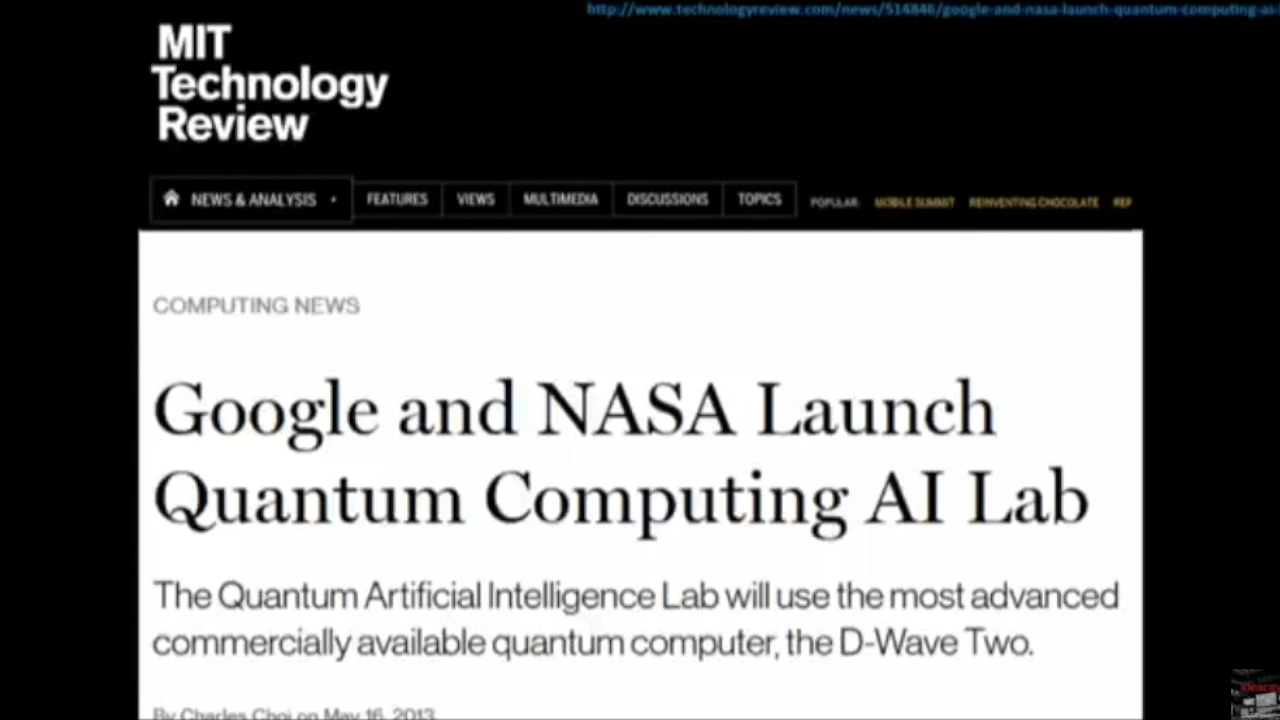 http://www.technologyreview.com/news/514846/google-and-nasa-launch-quantum-computing-ai-
MIT
Technology
Review
NEWS & ANALYSIS FEATURES VIEWS MULTIMEDIA DISCUSSIONS TOPICS POPULAR: MOBILE SUMMIT REINVENTING CHOCOLATE
COMPUTING NEWS
Google and NASA Launch
Quantum Computing AI Lab
The Quantum Artificial Intelligence Lab will use the most advanced
commercially available quantum computer, the D-Wave Two.
By Charles Choi on May 16, 2013